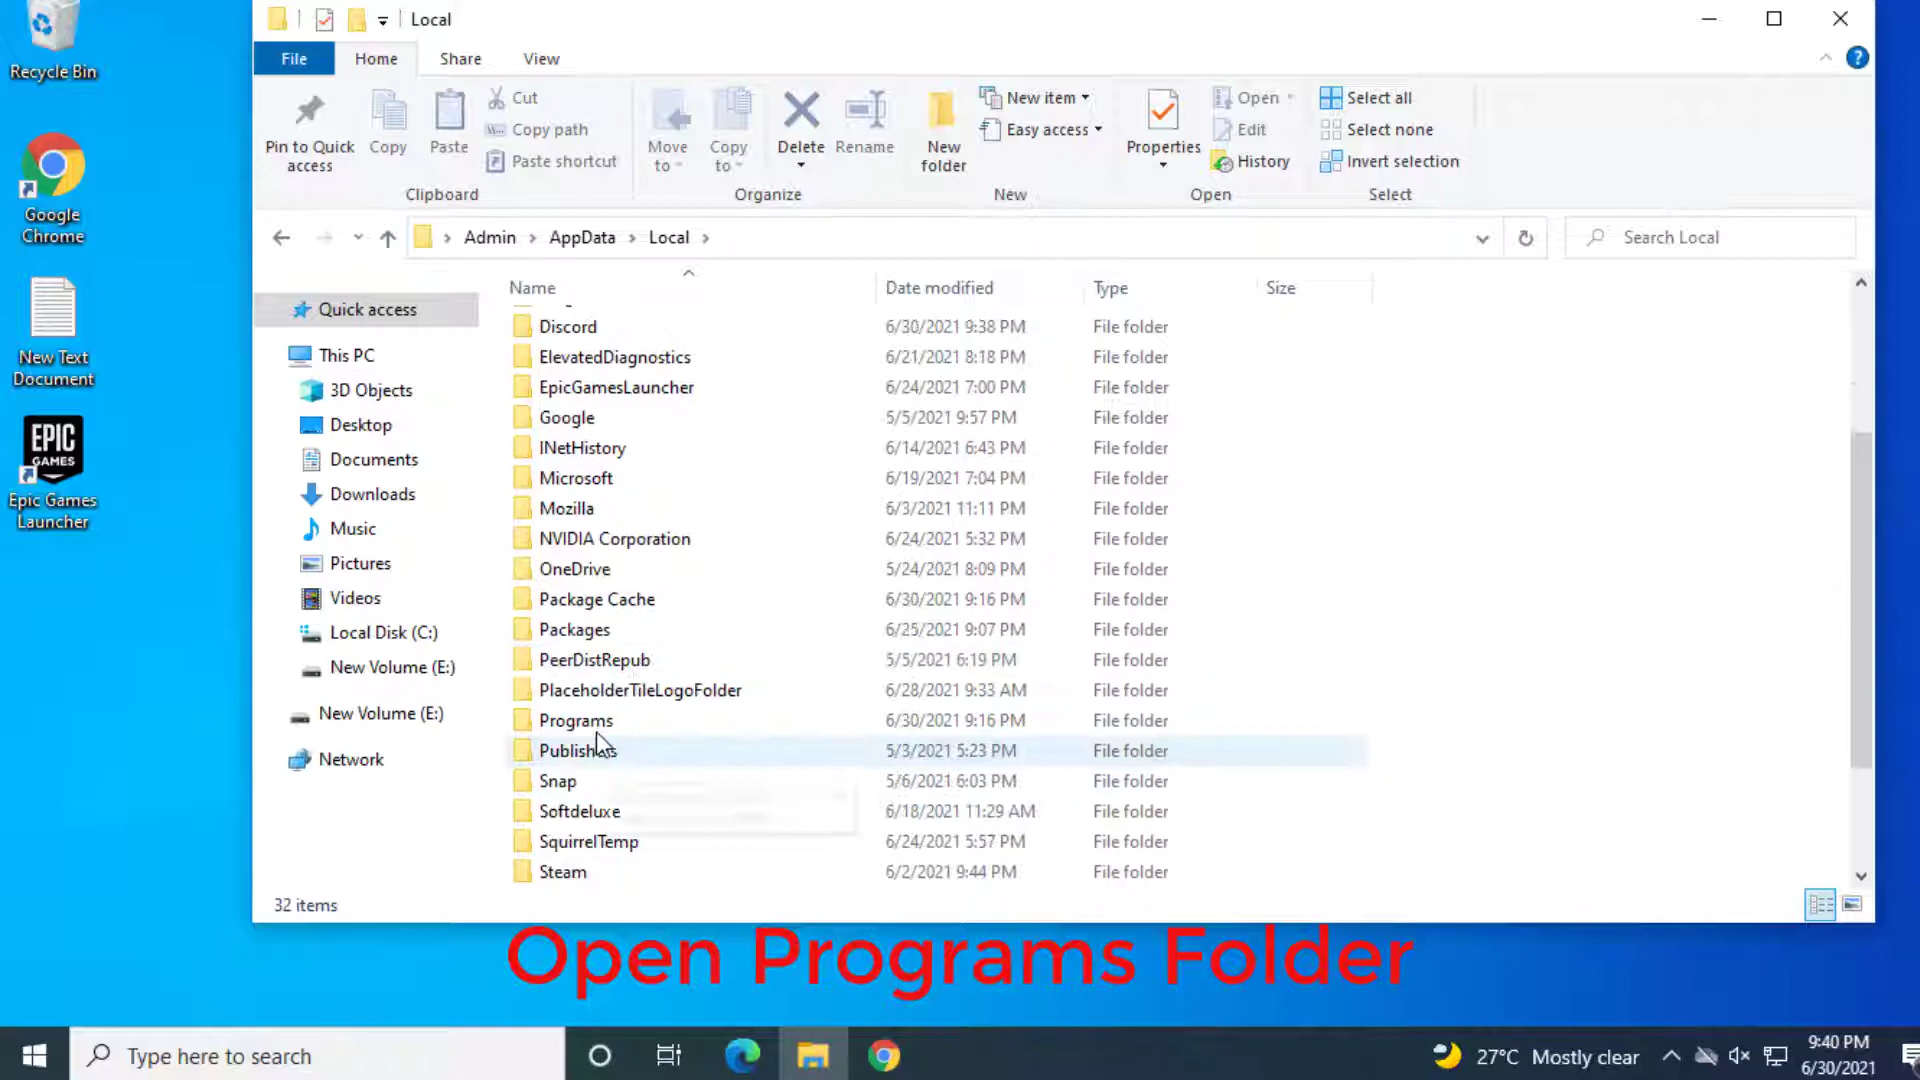 Local
File
Home
Share
View
Pin to Quick access
Copy
Paste
Cut
Copy path
Paste shortcut
Clipboard
Move to
Copy to
Delete
Rename
Organize
New folder
New item
Easy access
New
Properties
Open
Edit
History
Open
Select all
Select none
Invert selection
Select
Admin > AppData > Local >
Search Local
Quick access
This PC
3D Objects
Desktop
Documents
Downloads
Music
Pictures
Videos
Local Disk (C:)
New Volume (E:)
New Volume (E:)
Network
Name Date modified Type Size
Discord 6/30/2021 9:38 PM File folder
ElevatedDiagnostics 6/21/2021 8:18 PM File folder
EpicGamesLauncher 6/24/2021 7:00 PM File folder
Google 5/5/2021 9:57 PM File folder
INetHistory 6/14/2021 6:43 PM File folder
Microsoft 6/19/2021 7:04 PM File folder
Mozilla 6/3/2021 11:11 PM File folder
NVIDIA Corporation 6/24/2021 5:32 PM File folder
OneDrive 5/24/2021 8:09 PM File folder
Package Cache 6/30/2021 9:16 PM File folder
Packages 6/25/2021 9:07 PM File folder
PeerDistRepub 5/5/2021 6:19 PM File folder
PlaceholderTileLogoFolder 6/28/2021 9:33 AM File folder
Programs 6/30/2021 9:16 PM File folder
Publishers 5/3/2021 5:23 PM File folder
Snap 5/6/2021 6:03 PM File folder
Softdeluxe 6/18/2021 11:29 AM File folder
SquirrelTemp 6/24/2021 5:57 PM File folder
Steam 6/2/2021 9:44 PM File folder
32 items
Recycle Bin
Google
Chrome
New Text
Document
EPIC
GAMES
Epic Games
Launcher
Open Programs Folder
Type here to search
27°C Mostly clear
9:40 PM
6/30/2021